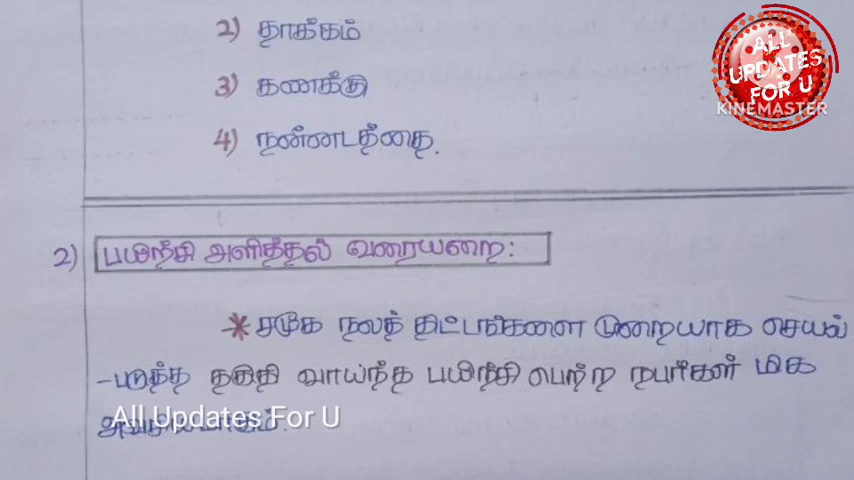 2) தாக்கம்
3) கணக்கு
4) நன்னடத்தை.
ALL
UPDATES
FOR U
KINEMASTER
2) பயிற்சி அளித்தல் வரையறை:
* சமூக நலத் திட்டங்களை முறையாக செயல்
-படுத்த தகுதி வாய்ந்த பயிற்சி பெற்ற நபர்கள் மிக
All Updates For U